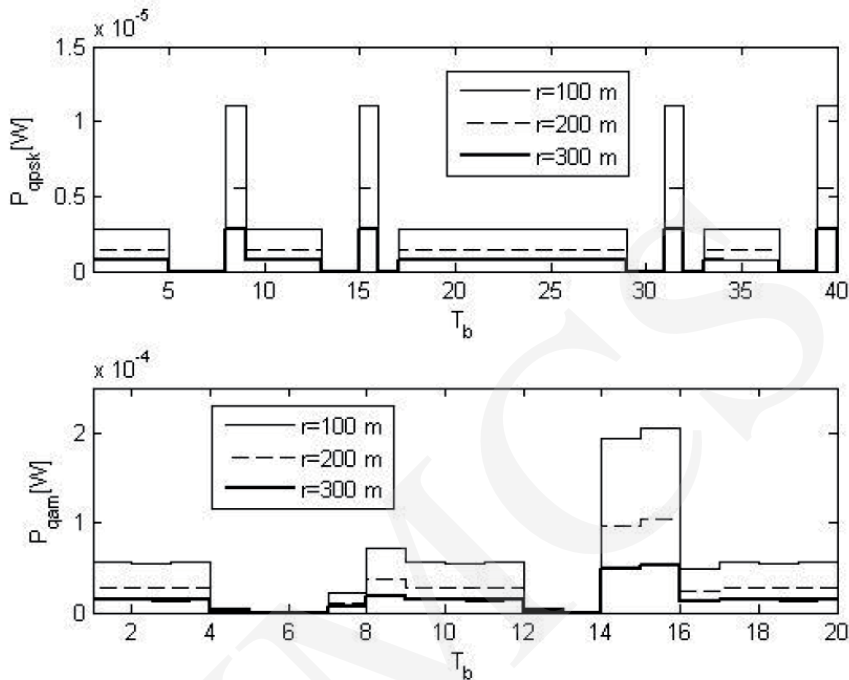 x 10^-5
1.5
1
0.5
0
P_qpsk[W]
r=100 m
r=200 m
r=300 m
5 10 15 20 25 30 35 40
T_b
x 10^-4
2
1
0
P_qam[W]
r=100 m
r=200 m
r=300 m
2 4 6 8 10 12 14 16 18 20
T_b
MCS